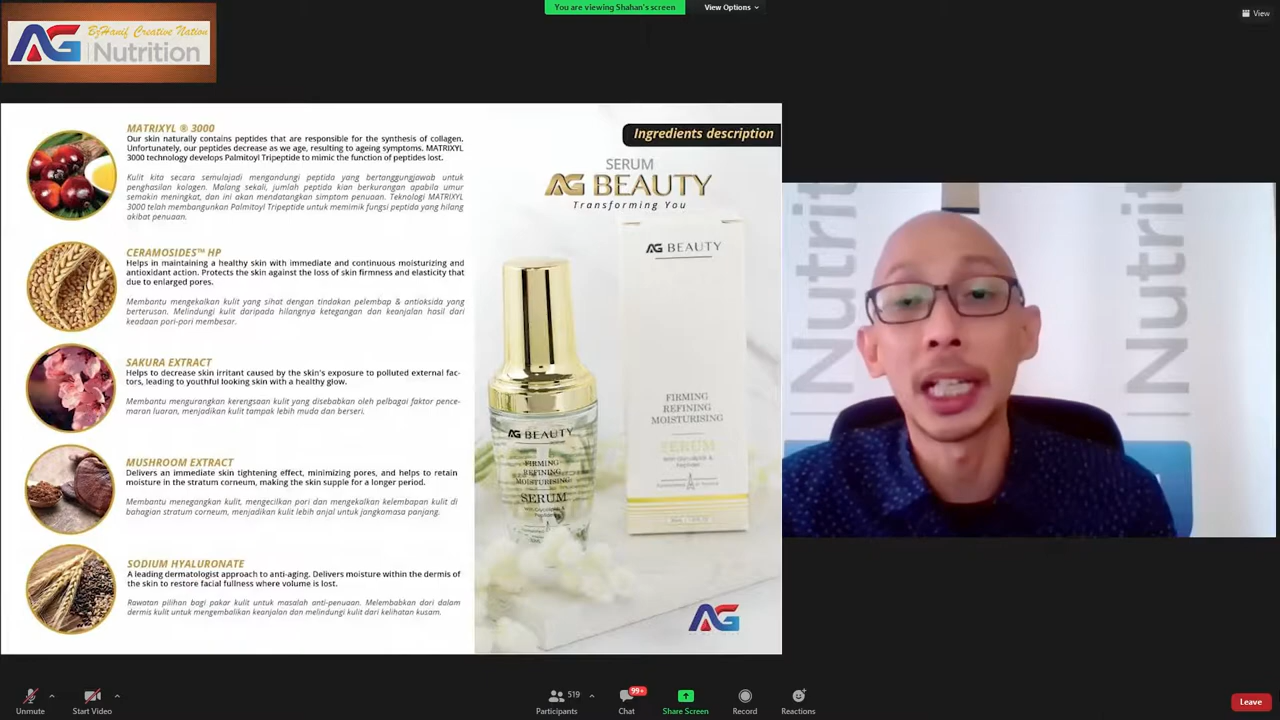 You are viewing Shahan's screen
View Options
View
AG
BzHanif Creative Nation
Nutrition
MATRIXYL ® 3000
Our skin naturally contains peptides that are responsible for the synthesis of collagen.
Unfortunately, our peptides decrease as we age, resulting to ageing symptoms. MATRIXYL
3000 technology develops Palmitoyl Tripeptide to mimic the function of peptides lost.
Kulit kita secara semulajadi mengandungi peptida yang bertanggungjawab untuk
penghasilan kolagen. Malang sekali, jumlah peptida kian berkurangan apabila umur
semakin meningkat, dan ini akan mendatangkan simptom penuaan. Teknologi MATRIXYL
3000 telah membangunkan Palmitoyl Tripeptide untuk memimik fungsi peptida yang hilang
akibat penuaan.
CERAMOSIDES™ HP
Helps in maintaining a healthy skin with immediate and continuous moisturizing and
antioxidant action. Protects the skin against the loss of skin firmness and elasticity that
due to enlarged pores.
Membantu mengekalkan kulit yang sihat dengan tindakan pelembap & antioksida yang
berterusan. Melindungi kulit daripada hilangnya ketegangan dan keanjalan hasil dari
keadaan pori-pori membesar.
SAKURA EXTRACT
Helps to decrease skin irritant caused by the skin's exposure to polluted external fac-
tors, leading to youthful looking skin with a healthy glow.
Membantu mengurangkan kerengsaan kulit yang disebabkan oleh pelbagai faktor pence-
maran luaran, menjadikan kulit tampak lebih muda dan berseri.
MUSHROOM EXTRACT
Delivers an immediate skin tightening effect, minimizing pores, and helps to retain
moisture in the stratum corneum, making the skin supple for a longer period.
Membantu menegangkan kulit, mengecilkan pori dan mengekalkan kelembapan kulit di
bahagian stratum corneum, menjadikan kulit lebih anjal untuk jangkamasa panjang.
SODIUM HYALURONATE
A leading dermatologist approach to anti-aging. Delivers moisture within the dermis of
the skin to restore facial fullness where volume is lost.
Rawatan pilihan bagi pakar kulit untuk masalah anti-penuaan. Melembabkan dari dalam
dermis kulit untuk mengembalikan keanjalan dan melindungi kulit dari kelihatan kusam.
Ingredients description
SERUM
AG BEAUTY
Transforming You
AG BEAUTY
FIRMING
REFINING
MOISTURISING
SERUM
AG BEAUTY
FIRMING
REFINING
MOISTURISING
SERUM
AG
Nutri
Nutri
Unmute
Start Video
519
Participants
99+
Chat
Share Screen
Record
Reactions
Leave